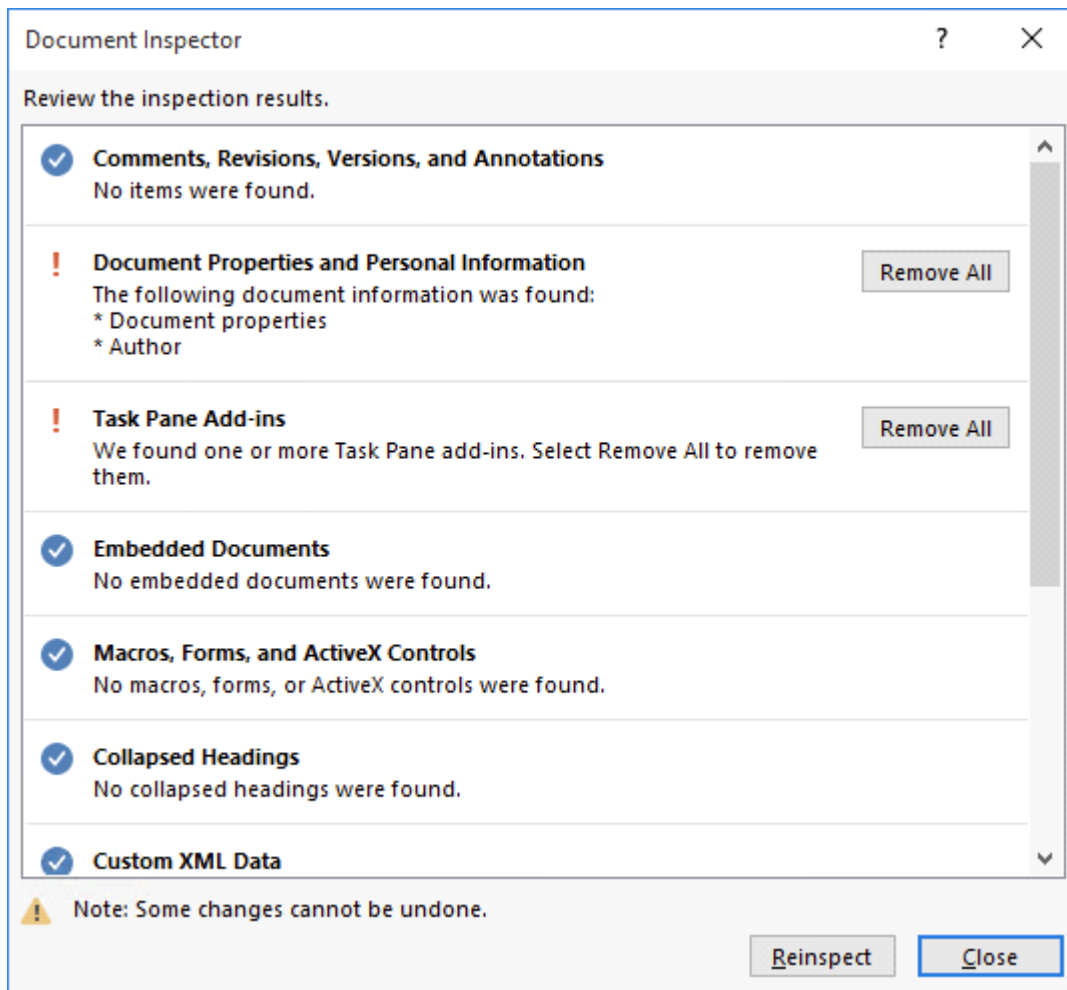 Document Inspector
?
Review the inspection results.
Comments, Revisions, Versions, and Annotations
No items were found.
! Document Properties and Personal Information
Remove All
The following document information was found:
* Document properties
* Author
! Task Pane Add-ins
Remove All
We found one or more Task Pane add-ins. Select Remove All to remove
them.
Embedded Documents
No embedded documents were found.
Macros, Forms, and ActiveX Controls
No macros, forms, or ActiveX controls were found.
Collapsed Headings
No collapsed headings were found.
Custom XML Data
Note: Some changes cannot be undone.
Reinspect
Close